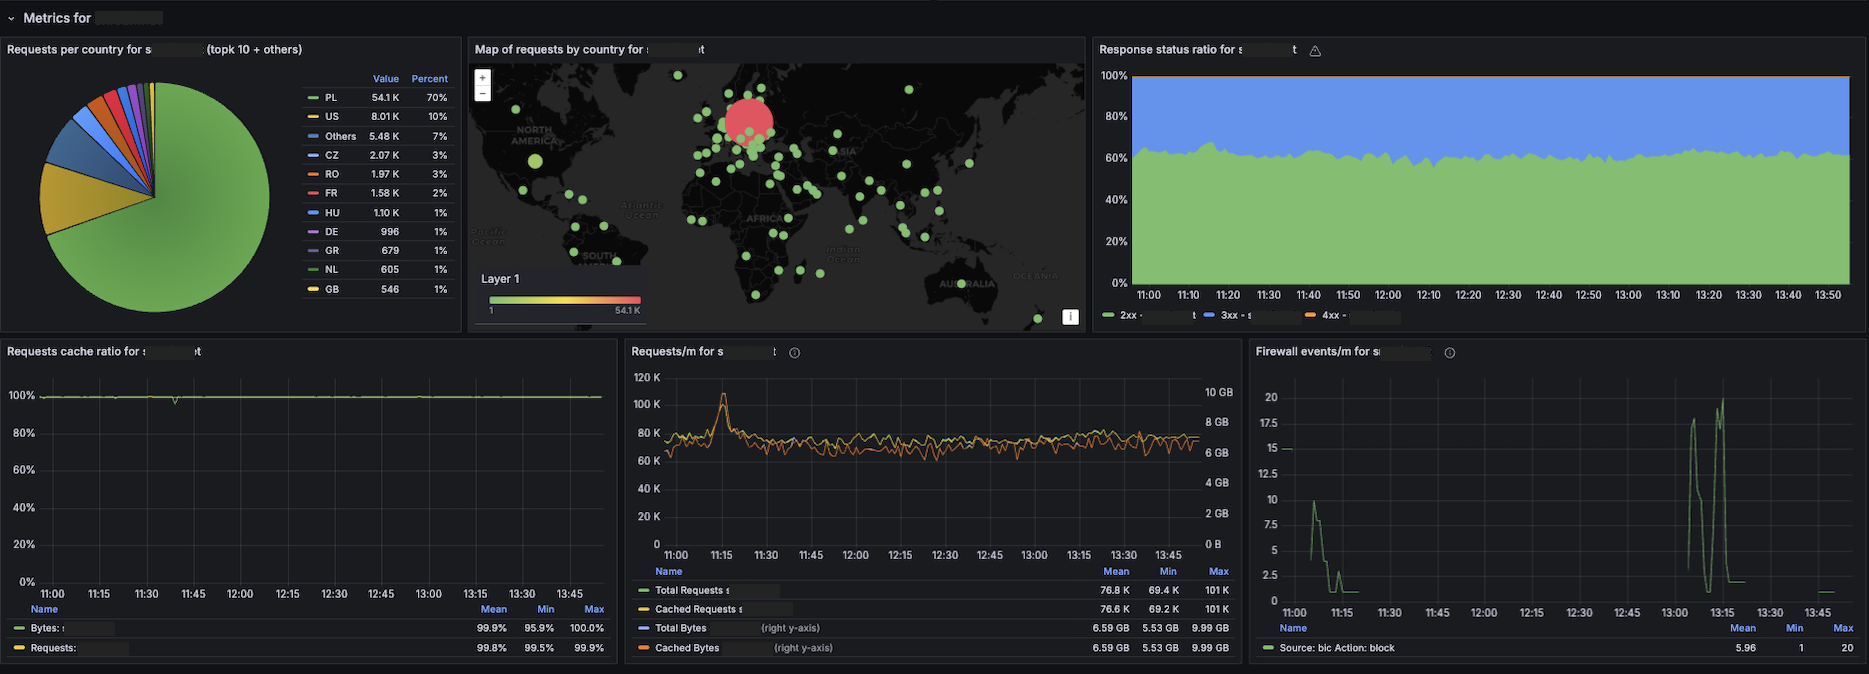 Metrics for
Requests per country for s (topk 10 + others)
Value Percent
PL 54.1 K 70%
US 8.01 K 10%
Others 5.48 K 7%
CZ 2.07 K 3%
RO 1.97 K 3%
FR 1.58 K 2%
HU 1.10 K 1%
DE 996 1%
GR 679 1%
NL 605 1%
GB 546 1%
Map of requests by country for t
+
−
NORTH
AMERICA
ASIA
Atlantic
Ocean
AFRICA
Pacific
Ocean
Indian
Ocean
SOUTH
OCEANIA
AUSTRALIA
Layer 1
1 54.1 K
i
Response status ratio for s t
100%
80%
60%
40%
20%
0%
11:00 11:10 11:20 11:30 11:40 11:50 12:00 12:10 12:20 12:30 12:40 12:50 13:00 13:10 13:20 13:30 13:40 13:50
2xx - t 3xx - s 4xx -
Requests cache ratio for s t
100%
80%
60%
40%
20%
0%
11:00 11:15 11:30 11:45 12:00 12:15 12:30 12:45 13:00 13:15 13:30 13:45
Name Mean Min Max
Bytes: 99.9% 95.9% 100.0%
Requests: 99.8% 99.5% 99.9%
Requests/m for s t
120 K
100 K
80 K
60 K
40 K
20 K
0
10 GB
8 GB
6 GB
4 GB
2 GB
0 B
11:00 11:15 11:30 11:45 12:00 12:15 12:30 12:45 13:00 13:15 13:30 13:45
Name Mean Min Max
Total Requests s 76.8 K 69.4 K 101 K
Cached Requests s 76.6 K 69.2 K 101 K
Total Bytes (right y-axis) 6.59 GB 5.53 GB 9.99 GB
Cached Bytes (right y-axis) 6.59 GB 5.53 GB 9.99 GB
Firewall events/m for s
20
17.5
15
12.5
10
7.5
5
2.5
0
11:00 11:15 11:30 11:45 12:00 12:15 12:30 12:45 13:00 13:15 13:30 13:45
Name Mean Min Max
Source: bic Action: block 5.96 1 20